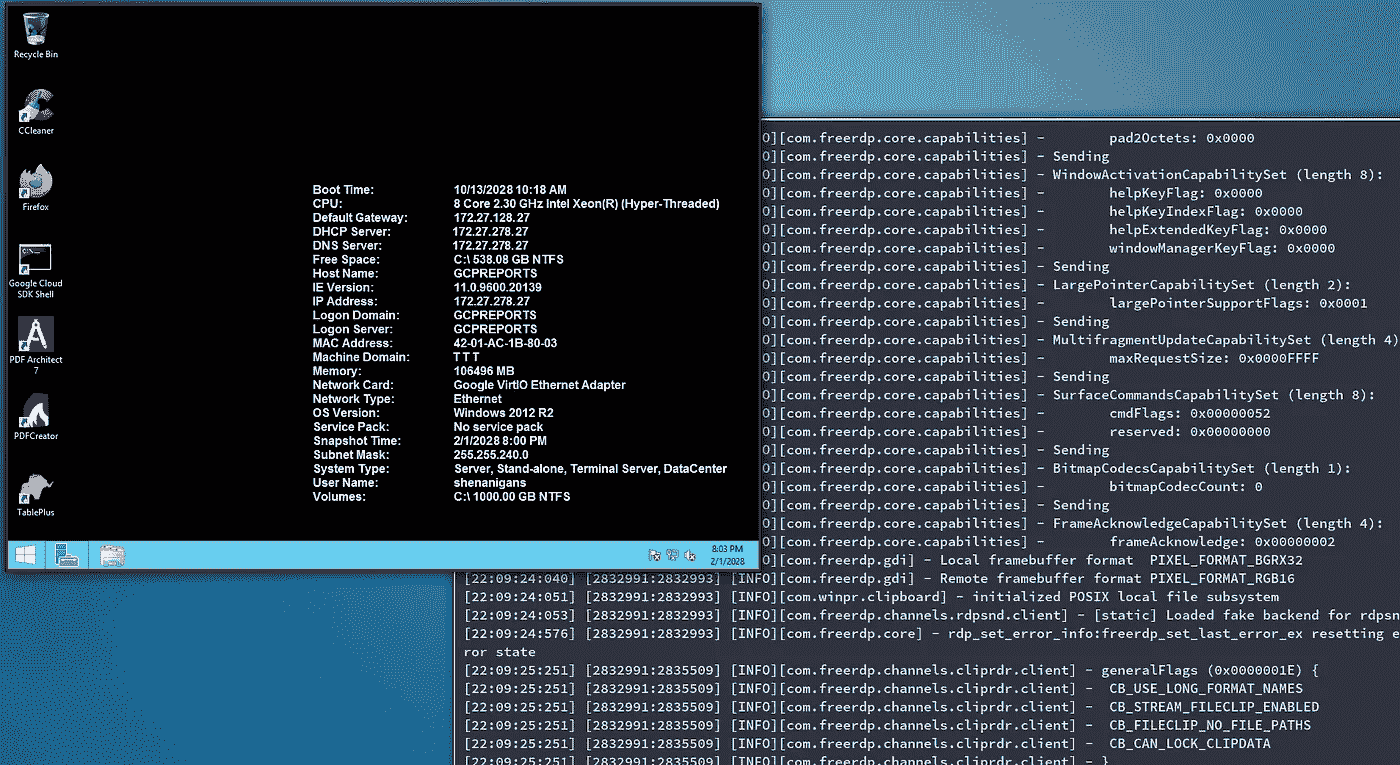 Recycle Bin
CCleaner
Firefox
Google Cloud
SDK Shell
PDF Architect
7
PDFCreator
TablePlus
Boot Time: 10/13/2028 10:18 AM
CPU: 8 Core 2.30 GHz Intel Xeon(R) (Hyper-Threaded)
Default Gateway: 172.27.128.27
DHCP Server: 172.27.278.27
DNS Server: 172.27.278.27
Free Space: C:\ 538.08 GB NTFS
Host Name: GCPREPORTS
IE Version: 11.0.9600.20139
IP Address: 172.27.278.27
Logon Domain: GCPREPORTS
Logon Server: GCPREPORTS
MAC Address: 42-01-AC-1B-80-03
Machine Domain: T T T
Memory: 106496 MB
Network Card: Google VirtIO Ethernet Adapter
Network Type: Ethernet
OS Version: Windows 2012 R2
Service Pack: No service pack
Snapshot Time: 2/1/2028 8:00 PM
Subnet Mask: 255.255.240.0
System Type: Server, Stand-alone, Terminal Server, DataCenter
User Name: shenanigans
Volumes: C:\ 1000.00 GB NTFS
8:03 PM
2/1/2028
0][com.freerdp.core.capabilities] - pad2Octets: 0x0000
0][com.freerdp.core.capabilities] - Sending
0][com.freerdp.core.capabilities] - WindowActivationCapabilitySet (length 8):
0][com.freerdp.core.capabilities] - helpKeyFlag: 0x0000
0][com.freerdp.core.capabilities] - helpKeyIndexFlag: 0x0000
0][com.freerdp.core.capabilities] - helpExtendedKeyFlag: 0x0000
0][com.freerdp.core.capabilities] - windowManagerKeyFlag: 0x0000
0][com.freerdp.core.capabilities] - Sending
0][com.freerdp.core.capabilities] - LargePointerCapabilitySet (length 2):
0][com.freerdp.core.capabilities] - largePointerSupportFlags: 0x0001
0][com.freerdp.core.capabilities] - Sending
0][com.freerdp.core.capabilities] - MultifragmentUpdateCapabilitySet (length 4)
0][com.freerdp.core.capabilities] - maxRequestSize: 0x0000FFFF
0][com.freerdp.core.capabilities] - Sending
0][com.freerdp.core.capabilities] - SurfaceCommandsCapabilitySet (length 8):
0][com.freerdp.core.capabilities] - cmdFlags: 0x00000052
0][com.freerdp.core.capabilities] - reserved: 0x00000000
0][com.freerdp.core.capabilities] - Sending
0][com.freerdp.core.capabilities] - BitmapCodecsCapabilitySet (length 1):
0][com.freerdp.core.capabilities] - bitmapCodecCount: 0
0][com.freerdp.core.capabilities] - Sending
0][com.freerdp.core.capabilities] - FrameAcknowledgeCapabilitySet (length 4):
0][com.freerdp.core.capabilities] - frameAcknowledge: 0x00000002
0][com.freerdp.gdi] - Local framebuffer format PIXEL_FORMAT_BGRX32
[22:09:24:040] [2832991:2832993] [INFO][com.freerdp.gdi] - Remote framebuffer format PIXEL_FORMAT_RGB16
[22:09:24:051] [2832991:2832993] [INFO][com.winpr.clipboard] - initialized POSIX local file subsystem
[22:09:24:053] [2832991:2832993] [INFO][com.freerdp.channels.rdpsnd.client] - [static] Loaded fake backend for rdpsn
[22:09:24:576] [2832991:2832993] [INFO][com.freerdp.core] - rdp_set_error_info:freerdp_set_last_error_ex resetting e
ror state
[22:09:25:251] [2832991:2835509] [INFO][com.freerdp.channels.cliprdr.client] - generalFlags (0x0000001E) {
[22:09:25:251] [2832991:2835509] [INFO][com.freerdp.channels.cliprdr.client] - CB_USE_LONG_FORMAT_NAMES
[22:09:25:251] [2832991:2835509] [INFO][com.freerdp.channels.cliprdr.client] - CB_STREAM_FILECLIP_ENABLED
[22:09:25:251] [2832991:2835509] [INFO][com.freerdp.channels.cliprdr.client] - CB_FILECLIP_NO_FILE_PATHS
[22:09:25:251] [2832991:2835509] [INFO][com.freerdp.channels.cliprdr.client] - CB_CAN_LOCK_CLIPDATA
[22:09:25:251] [2832991:2835509] [INFO][com.freerdp.channels.cliprdr.client] - }